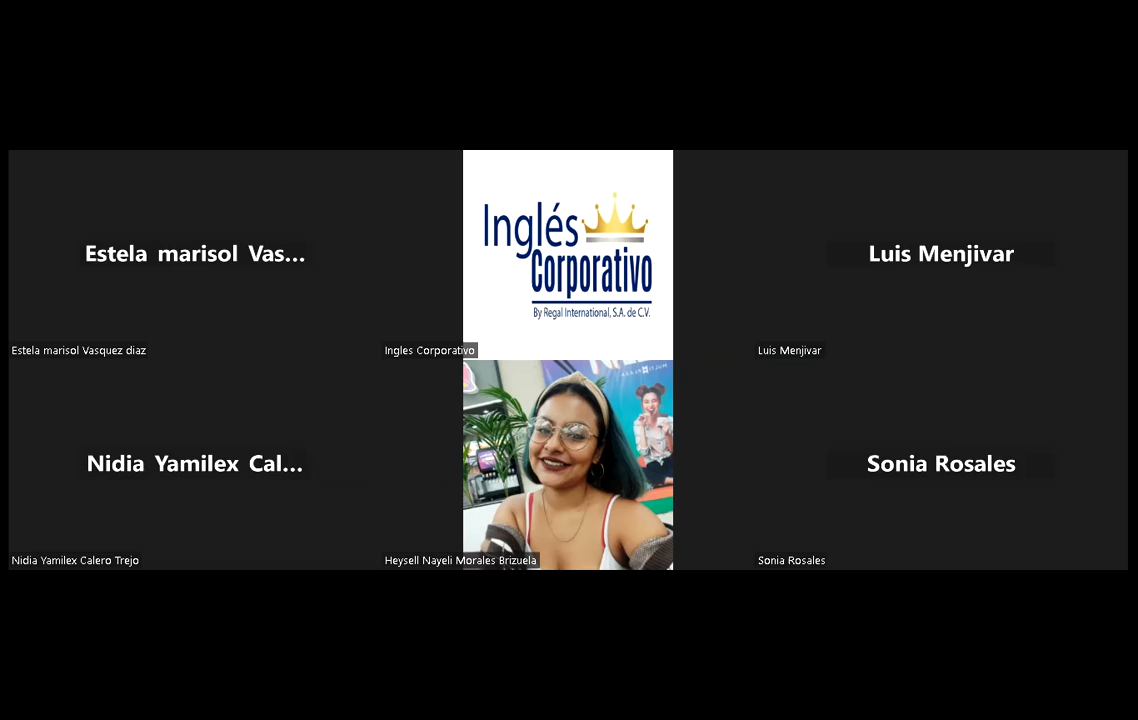 Estela marisol Vas...
Estela marisol Vasquez diaz
Inglés
Corporativo
By Regal International, S.A. de C.V.
Ingles Corporativo
Luis Menjivar
Luis Menjivar
Nidia Yamilex Cal...
Nidia Yamilex Calero Trejo
Heysell Nayeli Morales Brizuela
Sonia Rosales
Sonia Rosales